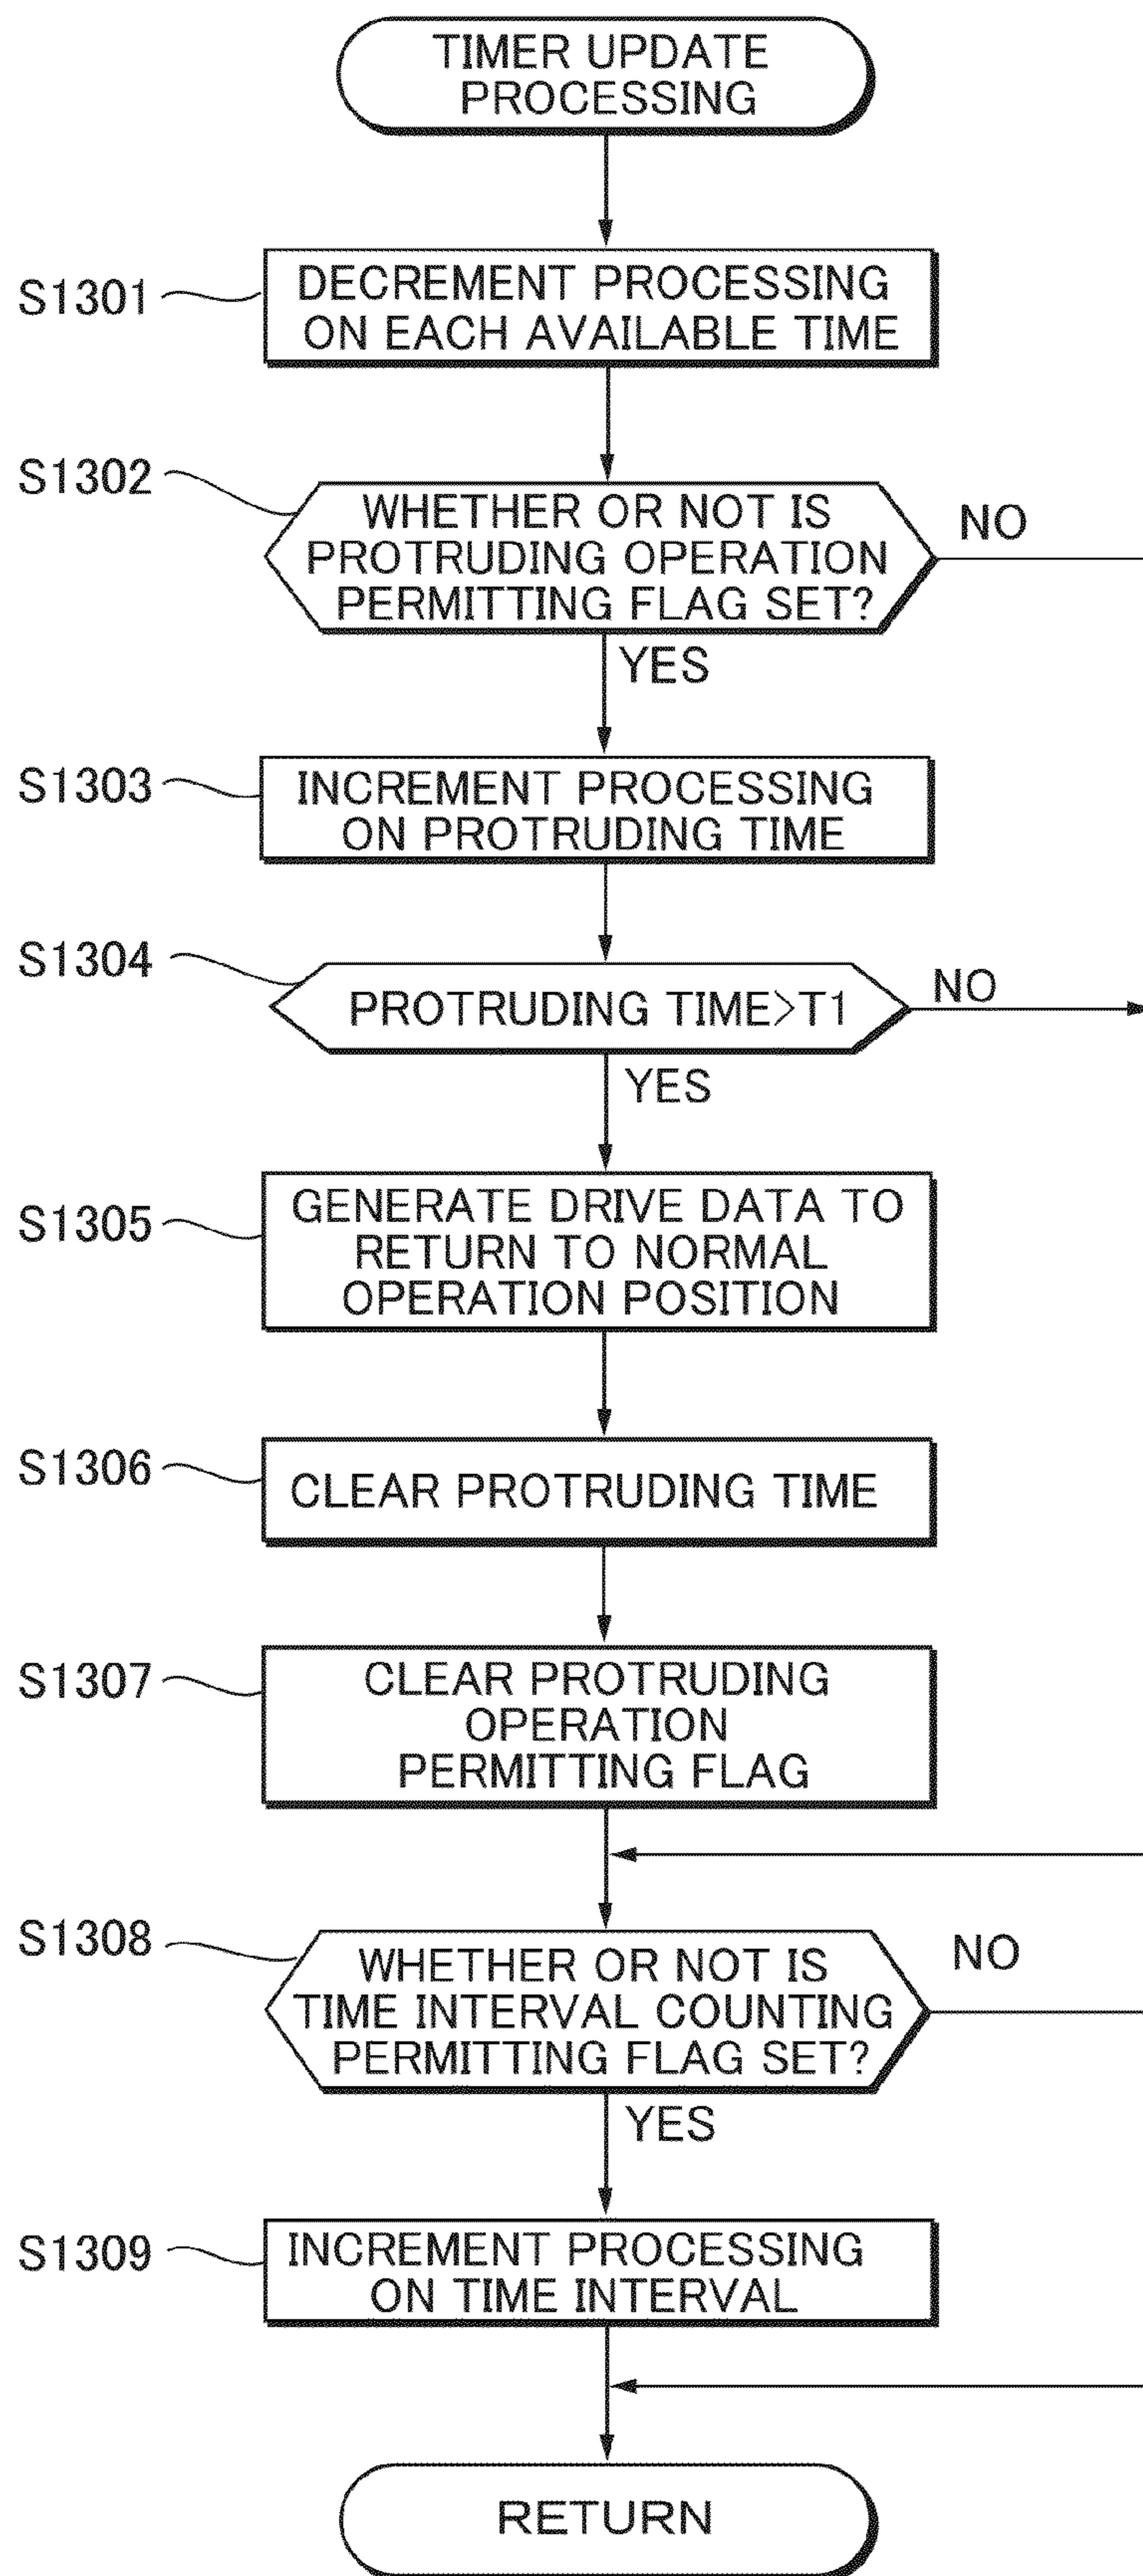 TIMER UPDATE
PROCESSING
S1301
DECREMENT PROCESSING
ON EACH AVAILABLE TIME
S1302
WHETHER OR NOT IS
PROTRUDING OPERATION
PERMITTING FLAG SET?
NO
YES
S1303
INCREMENT PROCESSING
ON PROTRUDING TIME
S1304
PROTRUDING TIME>T1
NO
YES
S1305
GENERATE DRIVE DATA TO
RETURN TO NORMAL
OPERATION POSITION
S1306
CLEAR PROTRUDING TIME
S1307
CLEAR PROTRUDING
OPERATION
PERMITTING FLAG
S1308
WHETHER OR NOT IS
TIME INTERVAL COUNTING
PERMITTING FLAG SET?
NO
YES
S1309
INCREMENT PROCESSING
ON TIME INTERVAL
RETURN